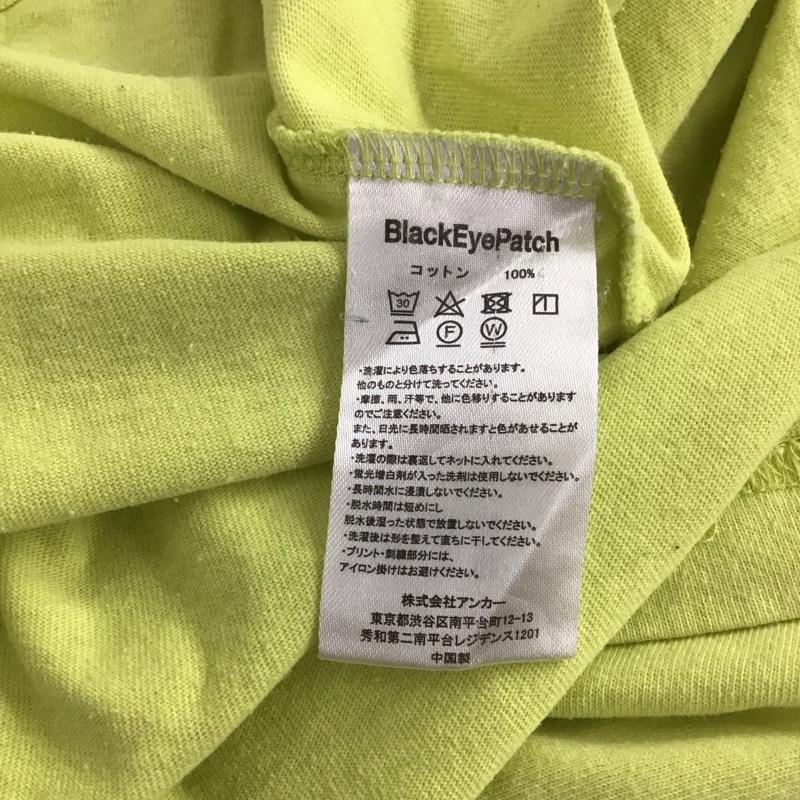 BlackEyePatch
コットン 100%
30
F W
・洗濯により色落ちすることがあります。
他のものと分けて洗ってください。
・摩擦、雨、汗等で、他に色移りすることがあります
のでご注意ください。
また、日光に長時間晒されますと色があせることが
あります。
・洗濯の際は裏返してネットに入れてください。
・蛍光増白剤が入った洗剤は使用しないでください。
・長時間水に浸漬しないでください。
・脱水時間は短めにし
脱水後湿った状態で放置しないでください。
・洗濯後は形を整えて直ちに干してください。
・プリント・刺繍部分には、
アイロン掛けはお避けください。
株式会社アンカー
東京都渋谷区南平台町12-13
秀和第二南平台レジデンス1201
中国製